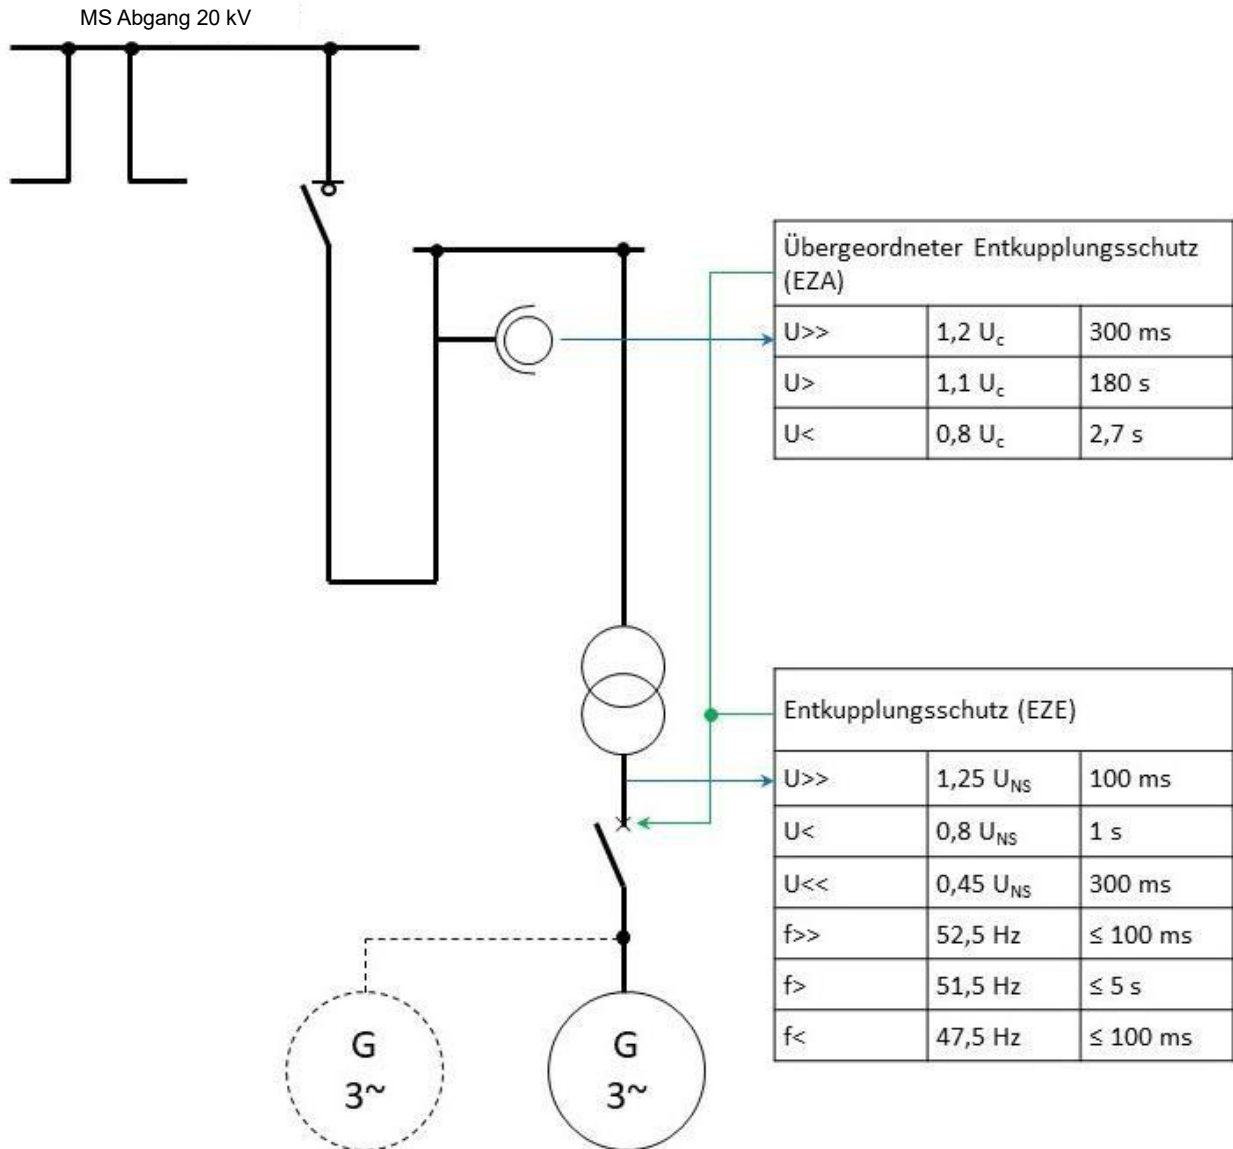 MS Abgang 20 kV
Übergeordneter Entkupplungsschutz
(EZA)
U>> 1,2 Uc 300 ms
U> 1,1 Uc 180 s
U< 0,8 Uc 2,7 s
Entkupplungsschutz (EZE)
U>> 1,25 UNS 100 ms
U< 0,8 UNS 1 s
U<< 0,45 UNS 300 ms
f>> 52,5 Hz ≤ 100 ms
f> 51,5 Hz ≤ 5 s
f< 47,5 Hz ≤ 100 ms
G
3~
G
3~